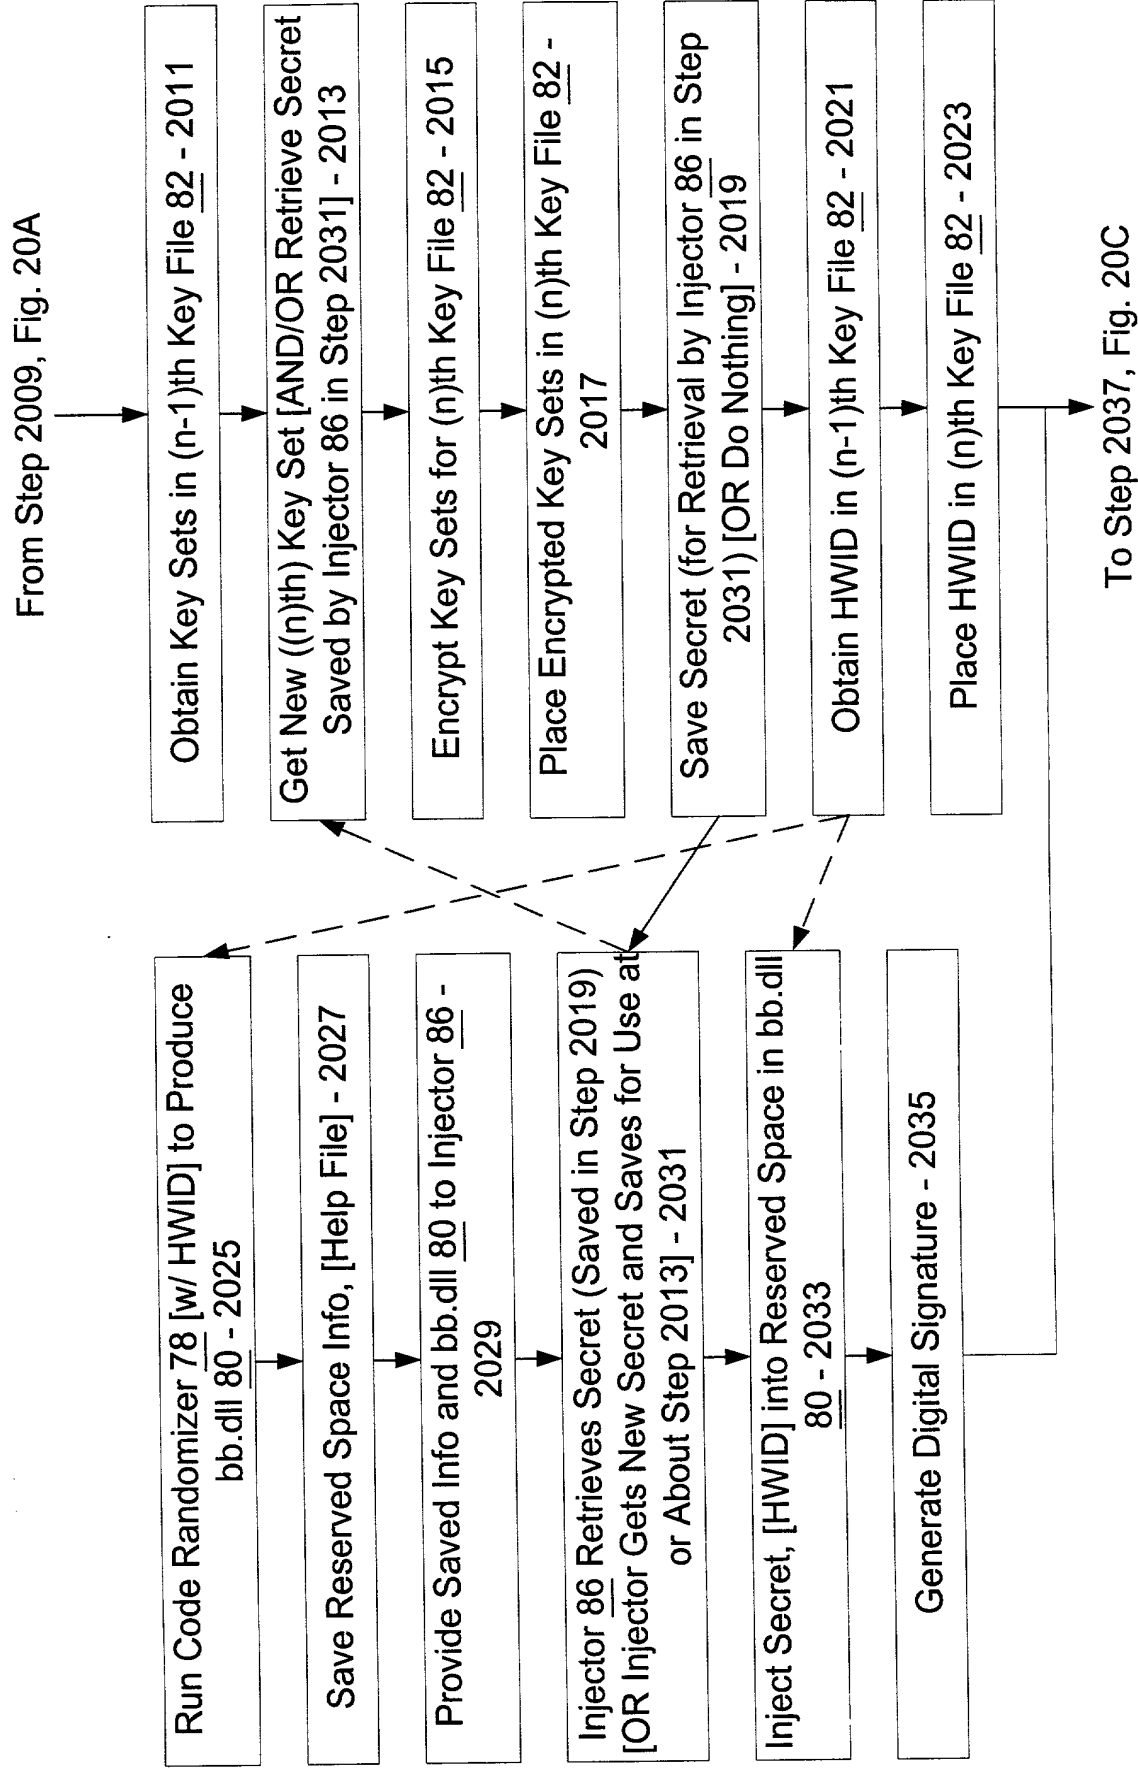 From Step 2009, Fig. 20A
Obtain Key Sets in (n-1)th Key File 82 - 2011
Get New ((n)th) Key Set [AND/OR Retrieve Secret
Saved by Injector 86 in Step 2031] - 2013
Encrypt Key Sets for (n)th Key File 82 - 2015
Place Encrypted Key Sets in (n)th Key File 82 -
2017
Save Secret (for Retrieval by Injector 86 in Step
2031) [OR Do Nothing] - 2019
Obtain HWID in (n-1)th Key File 82 - 2021
Place HWID in (n)th Key File 82 - 2023
Run Code Randomizer 78 [w/ HWID] to Produce
bb.dll 80 - 2025
Save Reserved Space Info, [Help File] - 2027
Provide Saved Info and bb.dll 80 to Injector 86 -
2029
Injector 86 Retrieves Secret (Saved in Step 2019)
[OR Injector Gets New Secret and Saves for Use at
or About Step 2013] - 2031
Inject Secret, [HWID] into Reserved Space in bb.dll
80 - 2033
Generate Digital Signature - 2035
To Step 2037, Fig. 20C